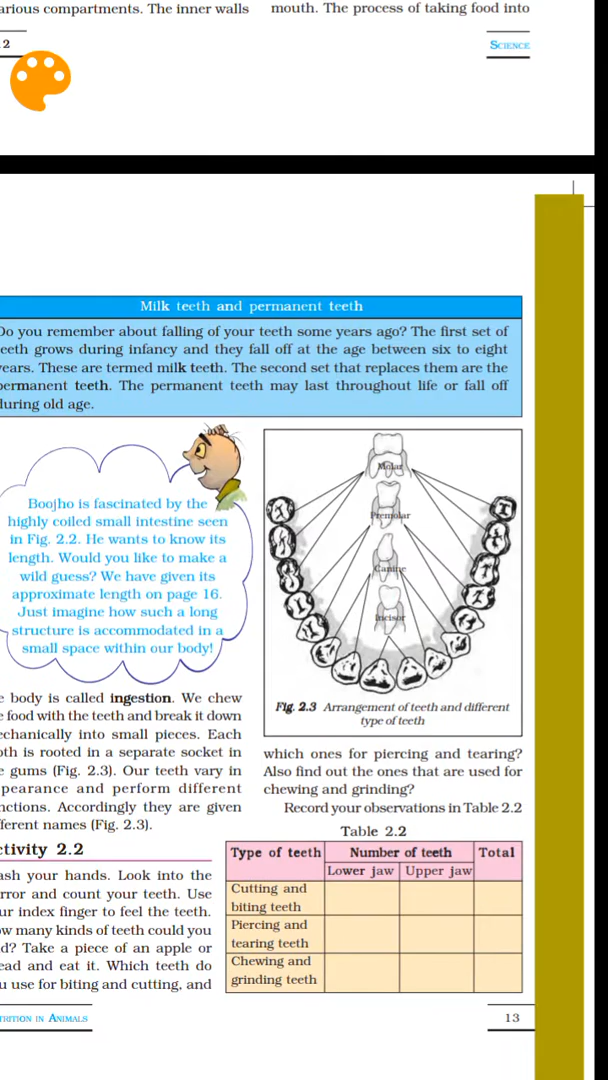 arious compartments. The inner walls
mouth. The process of taking food into
2
SCIENCE
Milk teeth and permanent teeth
Do you remember about falling of your teeth some years ago? The first set of
teeth grows during infancy and they fall off at the age between six to eight
years. These are termed milk teeth. The second set that replaces them are the
permanent teeth. The permanent teeth may last throughout life or fall off
during old age.
Boojho is fascinated by the
highly coiled small intestine seen
in Fig. 2.2. He wants to know its
length. Would you like to make a
wild guess? We have given its
approximate length on page 16.
Just imagine how such a long
structure is accommodated in a
small space within our body!
Molar
Premolar
Canine
Incisor
Fig. 2.3 Arrangement of teeth and different
type of teeth
e body is called ingestion. We chew
e food with the teeth and break it down
echanically into small pieces. Each
oth is rooted in a separate socket in
e gums (Fig. 2.3). Our teeth vary in
pearance and perform different
nctions. Accordingly they are given
ferent names (Fig. 2.3).
ctivity 2.2
ash your hands. Look into the
rror and count your teeth. Use
ur index finger to feel the teeth.
ow many kinds of teeth could you
d? Take a piece of an apple or
ead and eat it. Which teeth do
u use for biting and cutting, and
which ones for piercing and tearing?
Also find out the ones that are used for
chewing and grinding?
Record your observations in Table 2.2
Table 2.2
Type of teeth Number of teeth Total
Lower jaw Upper jaw
Cutting and
biting teeth
Piercing and
tearing teeth
Chewing and
grinding teeth
TRITION IN ANIMALS
13